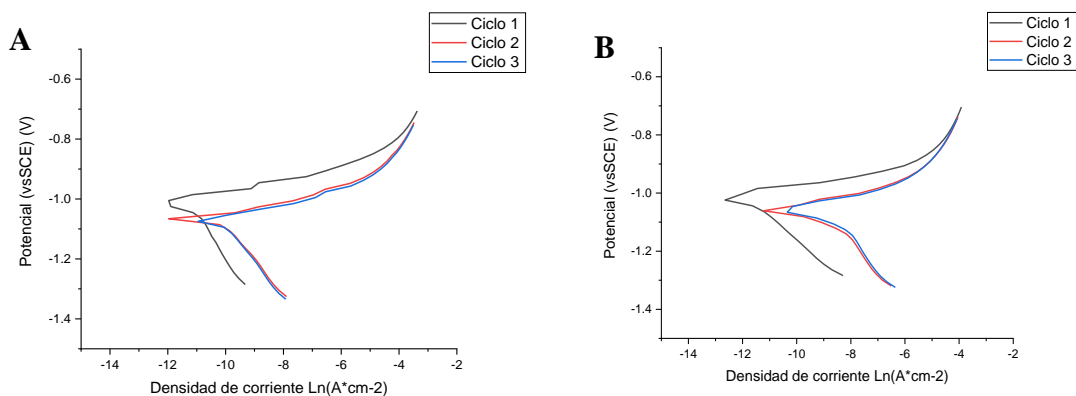 A
Ciclo 1
Ciclo 2
Ciclo 3
-0.6
-0.8
-1.0
-1.2
-1.4
Potencial (vsSCE) (V)
-14
-12
-10
-8
-6
-4
-2
Densidad de corriente Ln(A*cm-2)
B
Ciclo 1
Ciclo 2
Ciclo 3
-0.6
-0.8
-1.0
-1.2
-1.4
Potencial (vsSCE) (V)
-14
-12
-10
-8
-6
-4
-2
Densidad de corriente Ln(A*cm-2)